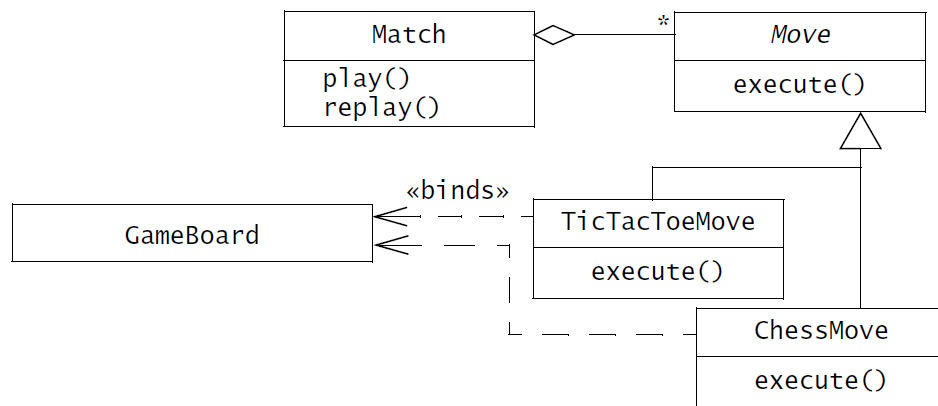 Match
play()
replay()
*
Move
execute()
«binds»
GameBoard
TicTacToeMove
execute()
ChessMove
execute()